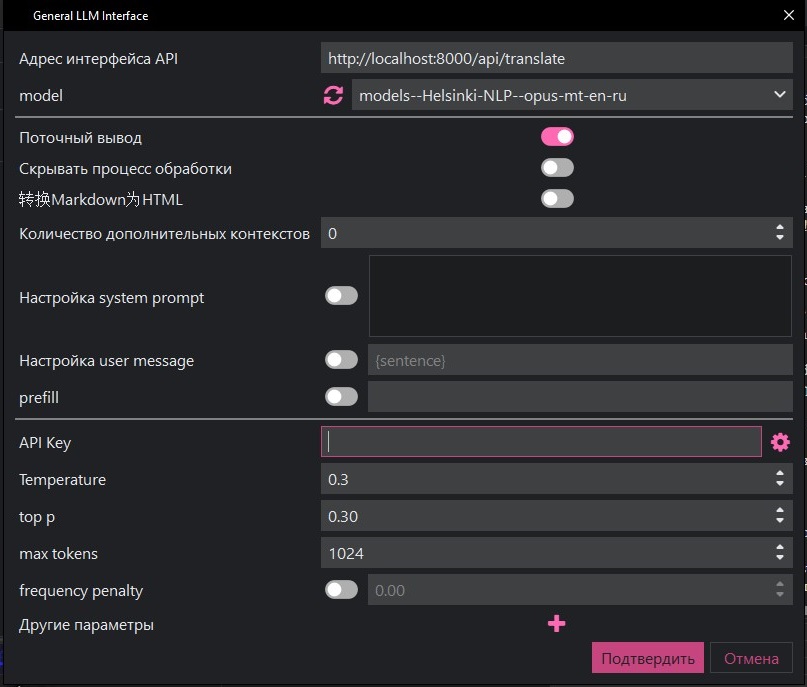 General LLM Interface
Адрес интерфейса API
http://localhost:8000/api/translate
model
models--Helsinki-NLP--opus-mt-en-ru
Поточный вывод
Скрывать процесс обработки
转换Markdown为HTML
Количество дополнительных контекстов
0
Настройка system prompt
Настройка user message
{sentence}
prefill
API Key
Temperature
0.3
top p
0.30
max tokens
1024
frequency penalty
0.00
Другие параметры
Подтвердить
Отмена